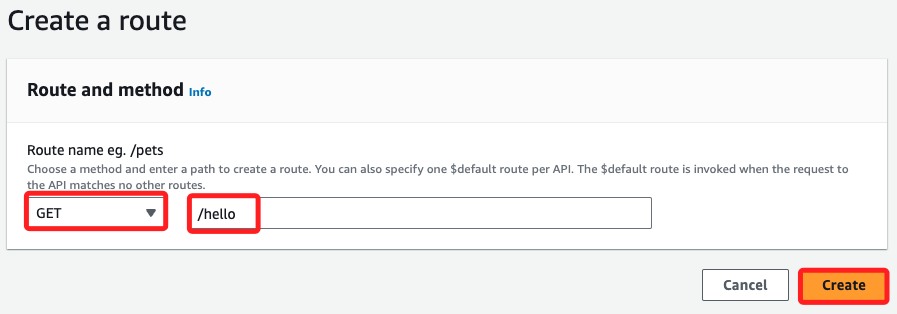 Create a route
Route and method Info
Route name eg. /pets
Choose a method and enter a path to create a route. You can also specify one $default route per API. The $default route is invoked when the request to
the API matches no other routes.
GET /hello
Cancel Create